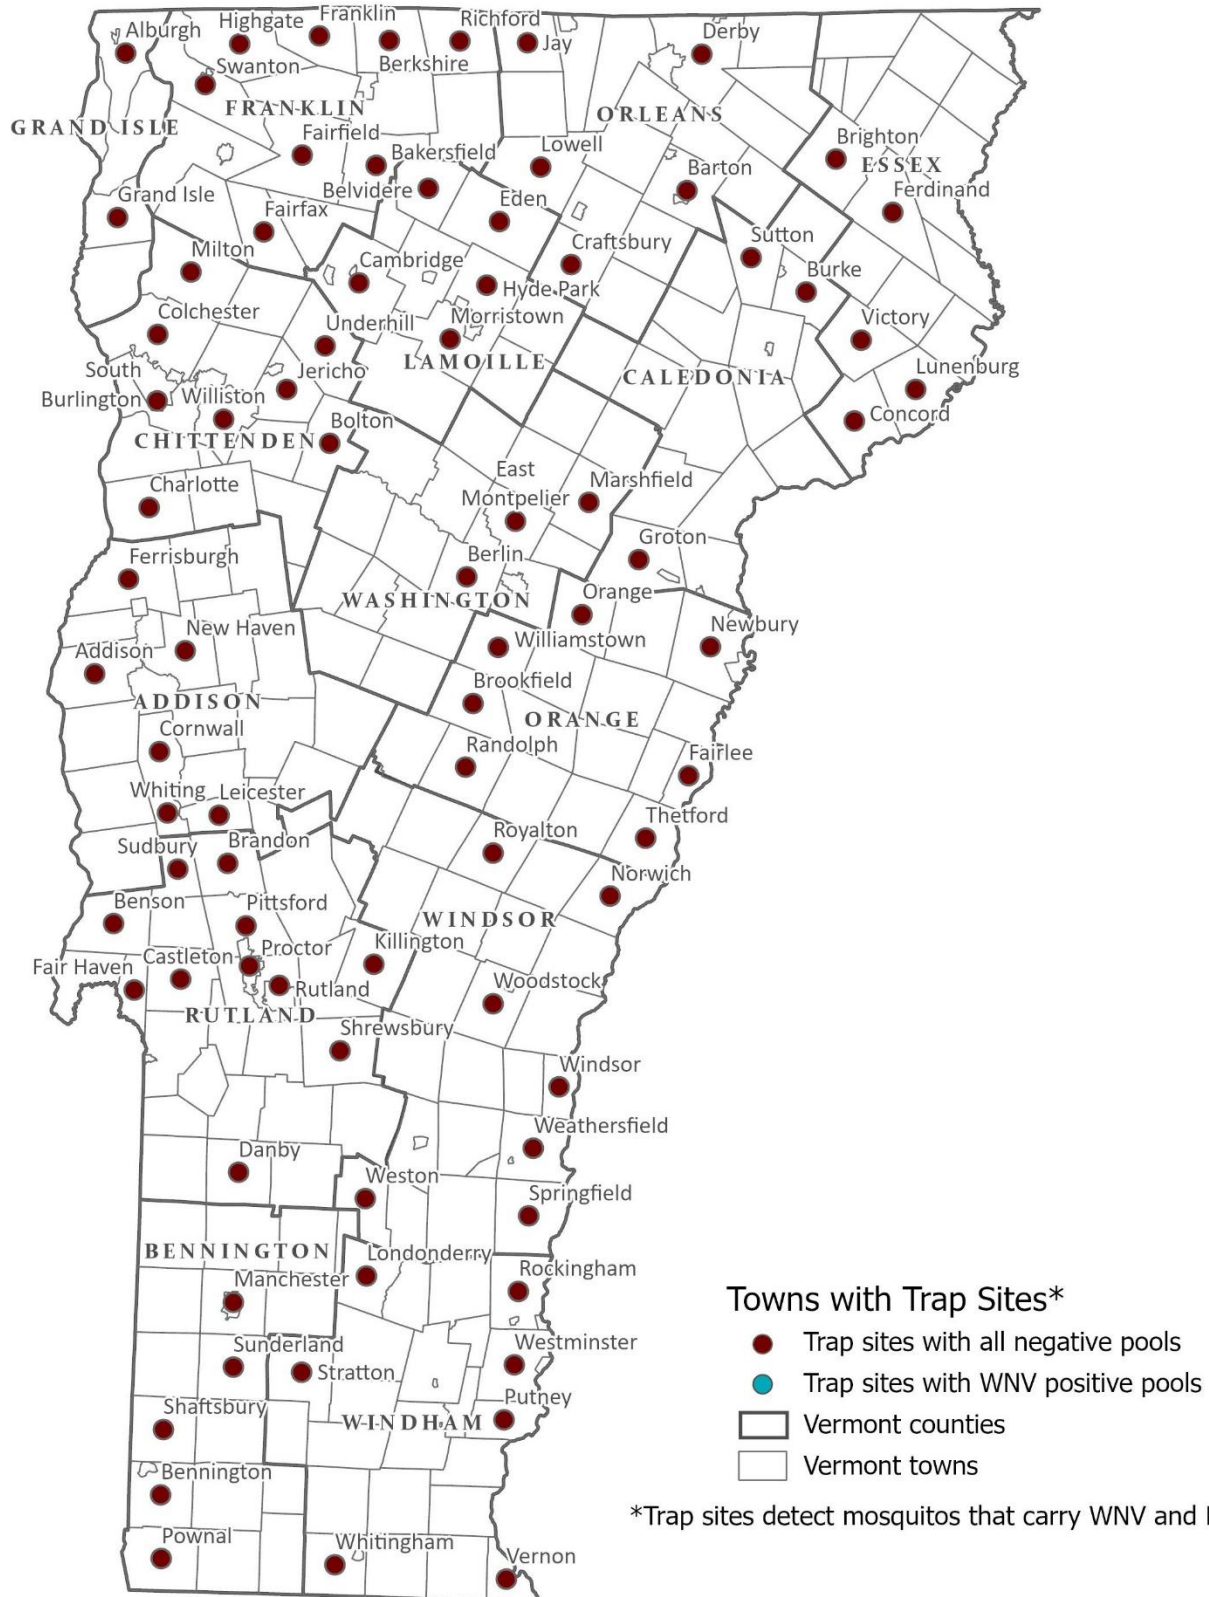 Alburgh
Highgate
Franklin
Richford
Berkshire
Jay
Derby
Swanton
FRANKLIN
GRAND ISLE
ORLEANS
Fairfield
Bakersfield
Lowell
Brighton
ESSEX
Barton
Belvidere
Eden
Ferdinand
Grand Isle
Fairfax
Milton
Cambridge
Craftsbury
Sutton
Burke
Hyde Park
Colchester
Underhill
Morristown
Victory
LAMOILLE
CALEDONIA
Lunenburg
South
Burlington
Jericho
Williston
Concord
Bolton
CHITTENDEN
Charlotte
East
Montpelier
Marshfield
Groton
Ferrisburgh
Berlin
Orange
WASHINGTON
New Haven
Williamstown
Newbury
Addison
Brookfield
ADDISON
ORANGE
Cornwall
Randolph
Fairlee
Whiting
Leicester
Thetford
Royalton
Sudbury
Brandon
Norwich
Benson
Pittsford
WINDSOR
Killington
Proctor
Castleton
Fair Haven
Rutland
Woodstock
RUTLAND
Shrewsbury
Windsor
Weathersfield
Danby
Weston
Springfield
BENNINGTON
Londonderry
Rockingham
Manchester
Sunderland
Stratton
Westminster
Putney
Shaftsbury
WINDHAM
Bennington
Pownal
Whitingham
Vernon
Towns with Trap Sites*
Trap sites with all negative pools
Trap sites with WNV positive pools
Vermont counties
Vermont towns
*Trap sites detect mosquitos that carry WNV and